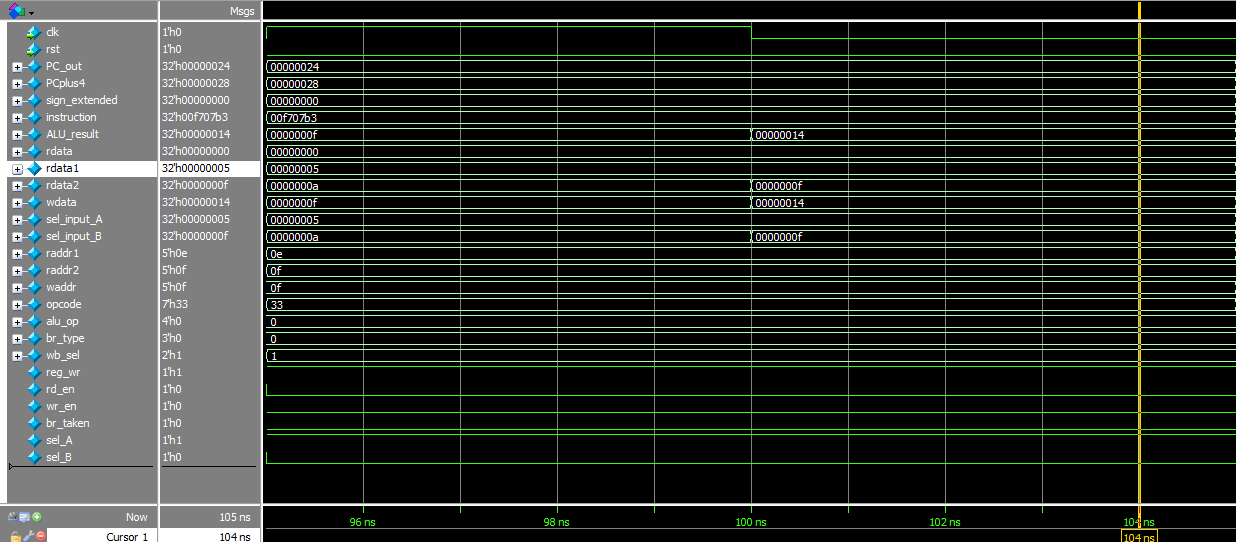 Msgs
clk 1'h0
rst 1'h0
PC_out 32'h00000024 00000024
PCplus4 32'h00000028 00000028
sign_extended 32'h00000000 00000000
instruction 32'h00f707b3 00f707b3
ALU_result 32'h00000014 0000000f 00000014
rdata 32'h00000000 00000000
rdata1 32'h00000005 00000005
rdata2 32'h0000000f 0000000a 0000000f
wdata 32'h00000014 0000000f 00000014
sel_input_A 32'h00000005 00000005
sel_input_B 32'h0000000f 0000000a 0000000f
raddr1 5'h0e 0e
raddr2 5'h0f 0f
waddr 5'h0f 0f
opcode 7'h33 33
alu_op 4'h0 0
br_type 3'h0 0
wb_sel 2'h1 1
reg_wr 1'h1
rd_en 1'h0
wr_en 1'h0
br_taken 1'h0
sel_A 1'h1
sel_B 1'h0
Now 105 ns 96 ns 98 ns 100 ns 102 ns 104 ns
Cursor 1 104 ns 104 ns